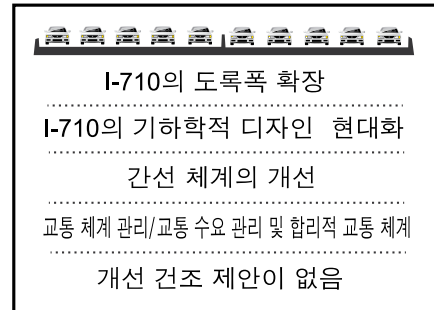 I-710의 도록폭 확장
I-710의 기하학적 디자인 현대화
간선 체계의 개선
교통 체계 관리/교통 수요 관리 및 합리적 교통 체계
개선 건조 제안이 없음